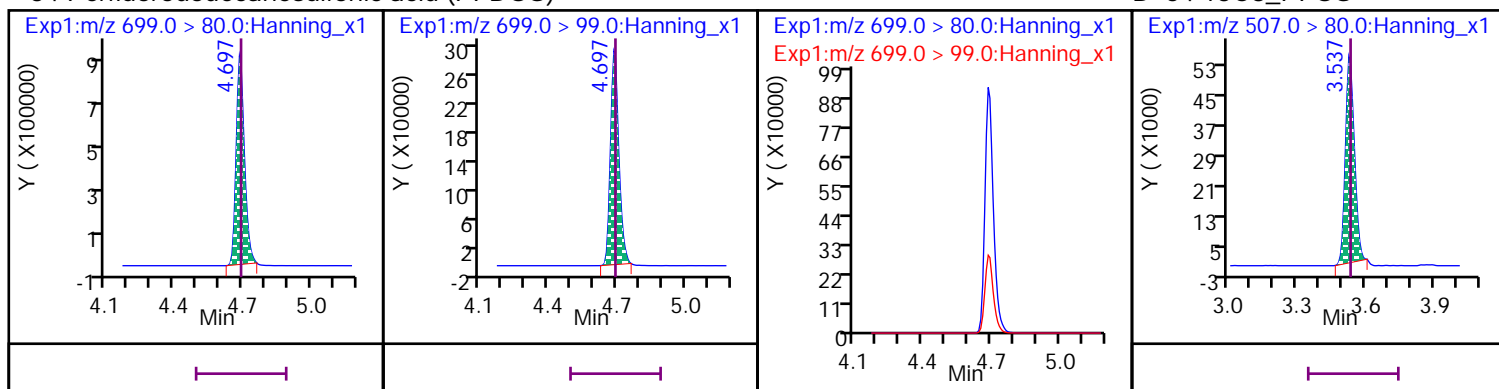 Exp1:m/z 699.0 > 80.0:Hanning_x1
4.697
Y ( X100000)
9
7
5
3
1
-1
4.1 4.4 4.7 5.0
Min
Exp1:m/z 699.0 > 99.0:Hanning_x1
4.697
Y ( X10000)
30
26
22
18
14
10
6
2
-2
4.1 4.4 4.7 5.0
Min
Exp1:m/z 699.0 > 80.0:Hanning_x1
Exp1:m/z 699.0 > 99.0:Hanning_x1
Y ( X10000)
99
88
77
66
55
44
33
22
11
0
4.1 4.4 4.7 5.0
Min
Exp1:m/z 507.0 > 80.0:Hanning_x1
3.537
Y ( X1000)
53
45
37
29
21
13
5
-3
3.0 3.3 3.6 3.9
Min